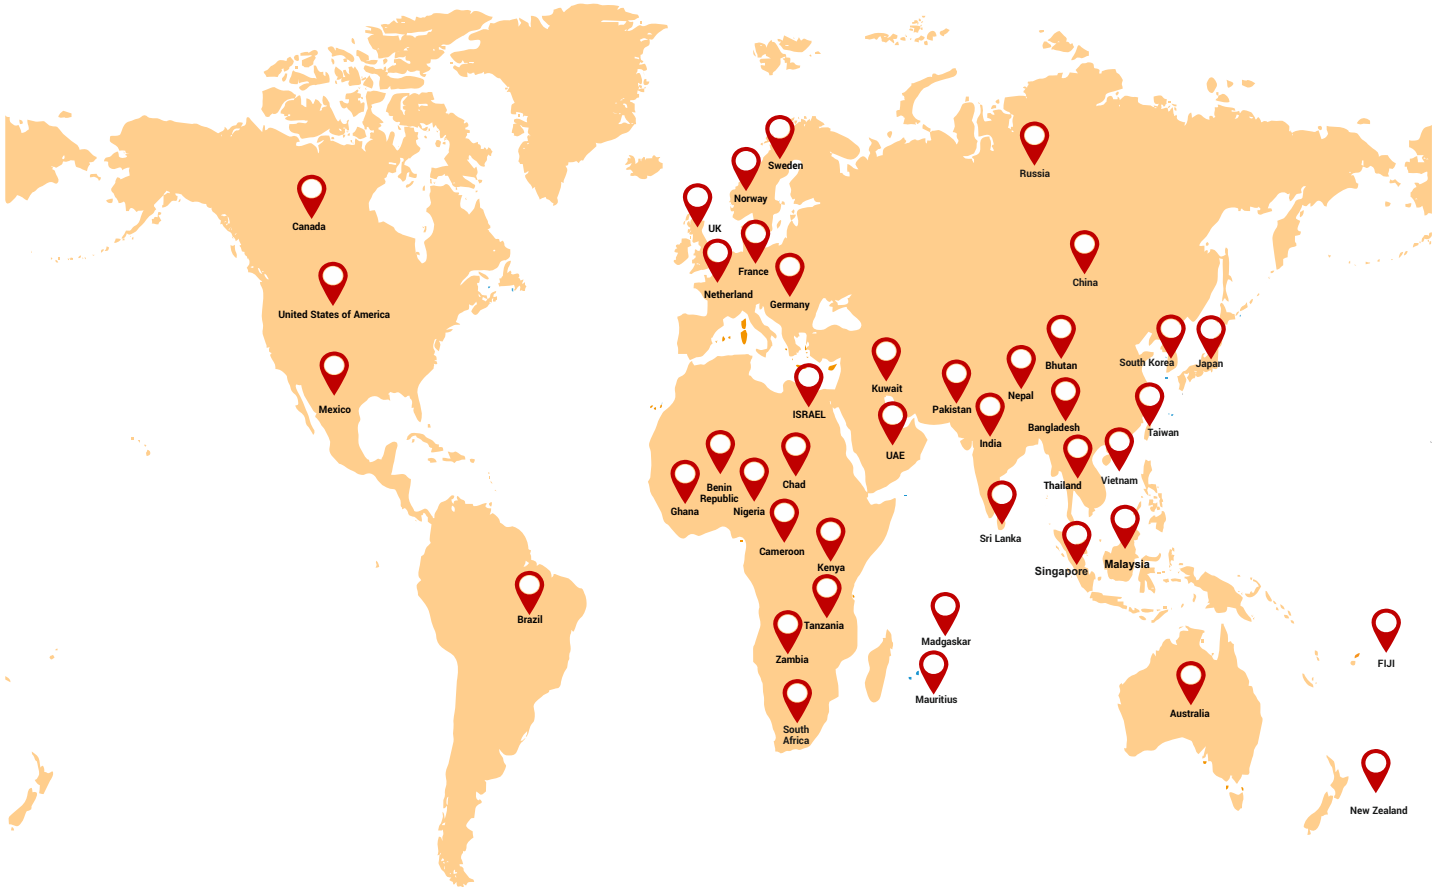 Sweden
Russia
Norway
Canada
UK
France
China
Netherland
Germany
United States of America
South Korea
Japan
Bhutan
Kuwait
Nepal
Mexico
Pakistan
ISRAEL
Bangladesh
Taiwan
India
UAE
Vietnam
Chad
Thailand
Benin
Republic
Ghana
Nigeria
Sri Lanka
Cameroon
Malaysia
Kenya
Singapore
Brazil
Tanzania
Madgaskar
Zambia
FIJI
Mauritius
Australia
South
Africa
New Zealand